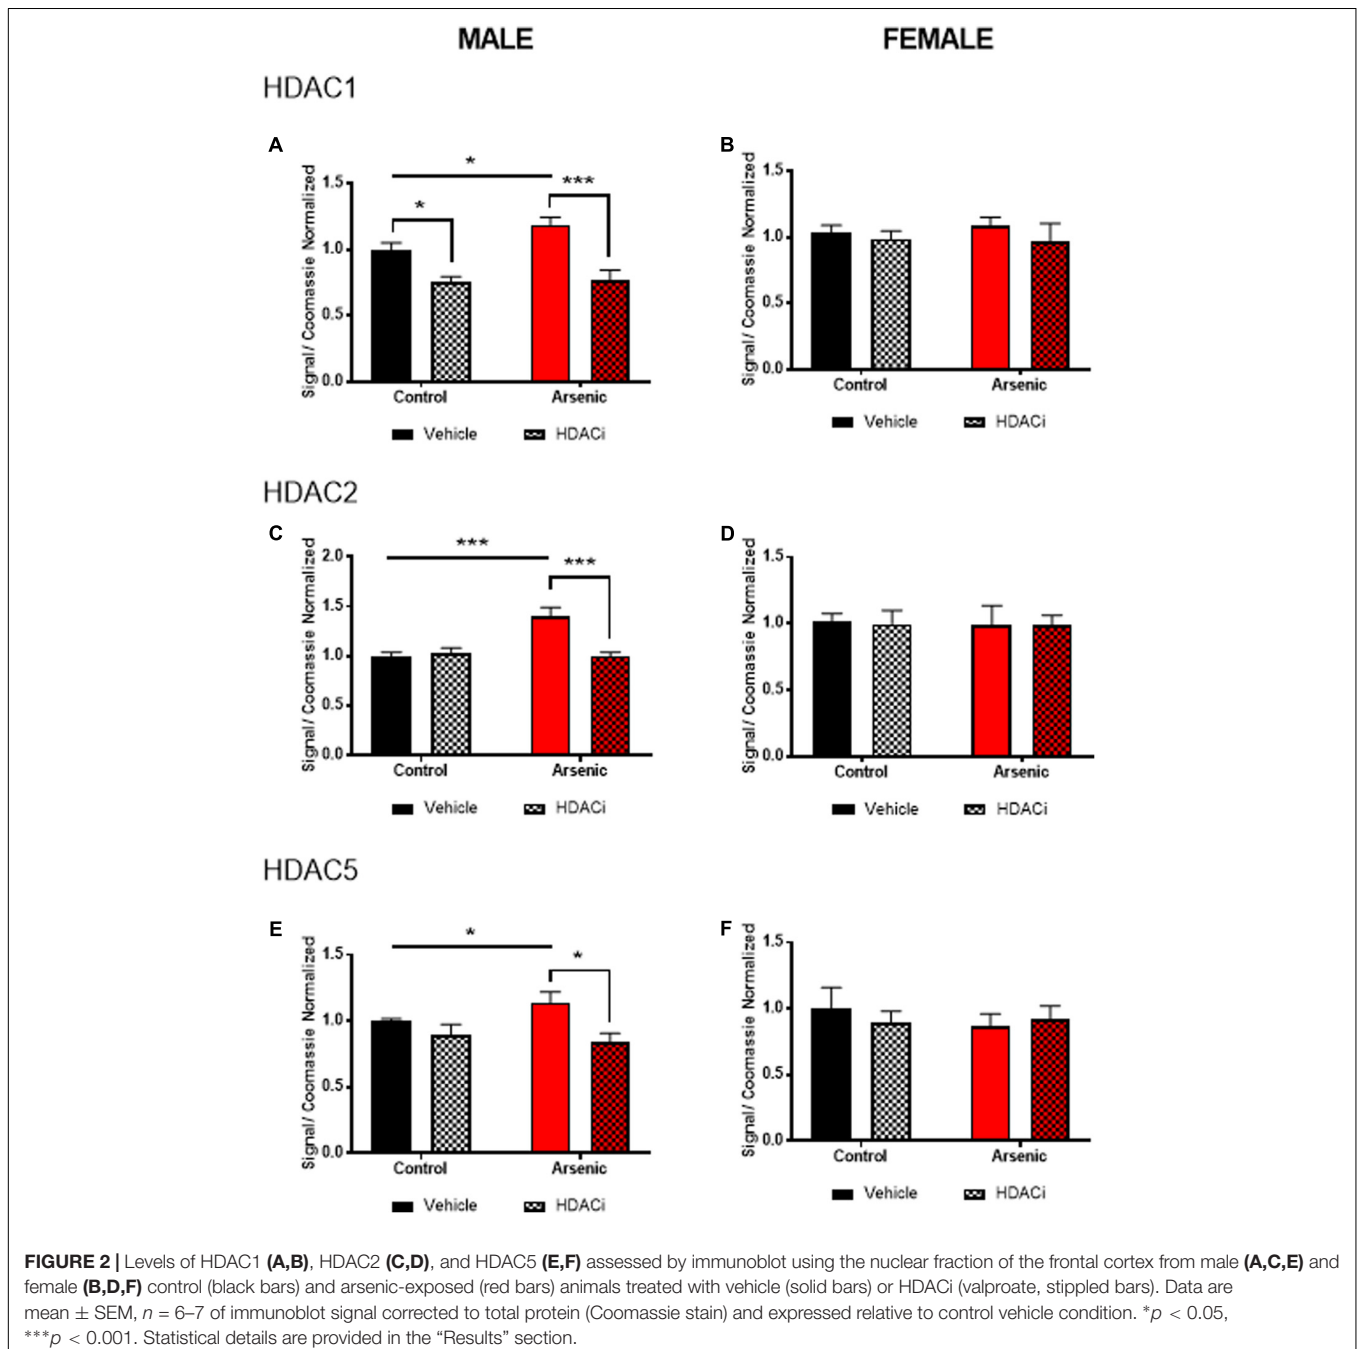 MALE
FEMALE
HDAC1
A
Signal/ Coomassie Normalized
1.5
1.0
0.5
0.0
*
*
***
Control
Arsenic
Vehicle
HDACi
B
Signal/ Coomassie Normalized
1.5
1.0
0.5
0.0
Control
Arsenic
Vehicle
HDACi
HDAC2
C
Signal/ Coomassie Normalized
2.0
1.5
1.0
0.5
0.0
***
***
Control
Arsenic
Vehicle
HDACi
D
Signal/ Coomassie Normalized
1.5
1.0
0.5
0.0
Control
Arsenic
Vehicle
HDACi
HDAC5
E
Signal/ Coomassie Normalized
1.5
1.0
0.5
0.0
*
*
Control
Arsenic
Vehicle
HDACi
F
Signal/ Coomassie Normalized
1.5
1.0
0.5
0.0
Control
Arsenic
Vehicle
HDACi
FIGURE 2 | Levels of HDAC1 (A,B), HDAC2 (C,D), and HDAC5 (E,F) assessed by immunoblot using the nuclear fraction of the frontal cortex from male (A,C,E) and
female (B,D,F) control (black bars) and arsenic-exposed (red bars) animals treated with vehicle (solid bars) or HDACi (valproate, stippled bars). Data are
mean ± SEM, n = 6–7 of immunoblot signal corrected to total protein (Coomassie stain) and expressed relative to control vehicle condition. *p < 0.05,
***p < 0.001. Statistical details are provided in the “Results” section.